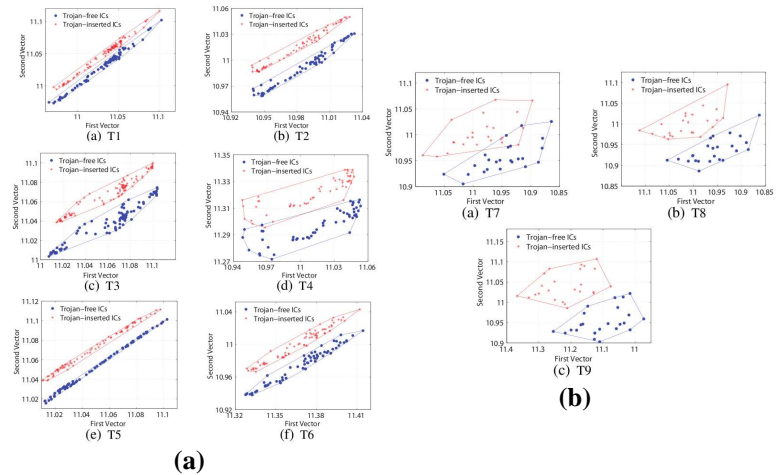 Trojan−free ICs
Trojan−inserted ICs
Second Vector
11.1
11.05
11
11
11.05
11.1
First Vector
(a) T1
Trojan−free ICs
Trojan−inserted ICs
Second Vector
11.06
11.03
11
10.97
10.94
10.92
10.95
10.98
11.01
11.04
First Vector
(b) T2
Trojan−free ICs
Trojan−inserted ICs
Second Vector
11.1
11.08
11.06
11.04
11.02
11
11
11.02
11.04
11.06
11.08
11.1
First Vector
(c) T3
Trojan−free ICs
Trojan−inserted ICs
Second Vector
11.35
11.33
11.31
11.29
11.27
10.94
10.97
11
11.03
11.06
First Vector
(d) T4
Trojan−free ICs
Trojan−inserted ICs
Second Vector
11.12
11.1
11.08
11.06
11.04
11.02
11.02
11.04
11.06
11.08
11.1
First Vector
(e) T5
Trojan−free ICs
Trojan−inserted ICs
Second Vector
11.04
11
10.96
10.92
11.32
11.35
11.38
11.41
First Vector
(f) T6
(a)
Trojan−free ICs
Trojan−inserted ICs
Second Vector
11.1
11.05
11
10.95
10.9
11.05
11
10.95
10.9
10.85
First Vector
(a) T7
Trojan−free ICs
Trojan−inserted ICs
Second Vector
11.1
11.05
11
10.95
10.9
10.85
11.1
11.05
11
10.95
10.9
10.85
First Vector
(b) T8
Trojan−free ICs
Trojan−inserted ICs
Second Vector
11.15
11.1
11.05
11
10.95
10.9
11.4
11.3
11.2
11.1
11
First Vector
(c) T9
(b)